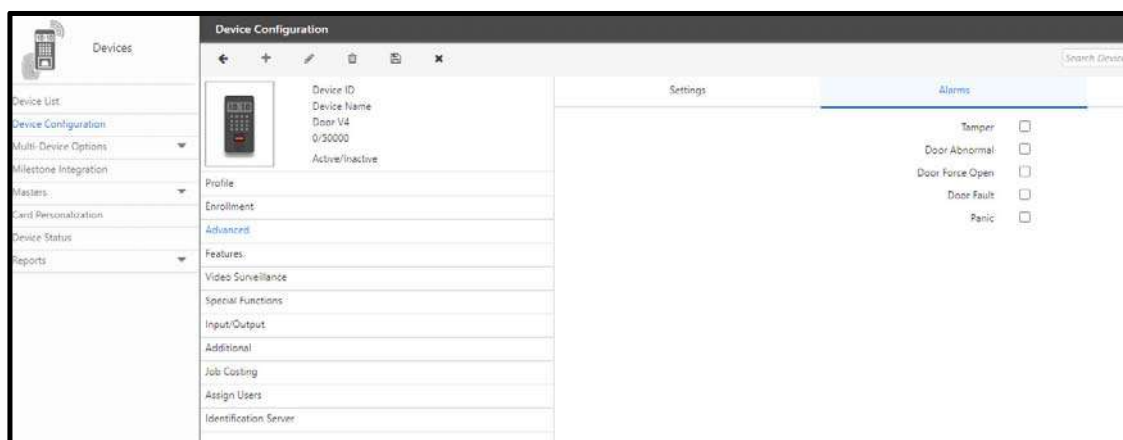 Devices
Device List
Device Configuration
Multi-Device Options
Milestone Integration
Masters
Card Personalization
Device Status
Reports
Device Configuration
Search Device
Device ID
Device Name
Door V4
0/50000
Active/Inactive
Profile
Enrollment
Advanced
Features
Video Surveillance
Special Functions
Input/Output
Additional
Job Costing
Assign Users
Identification Server
Settings
Alarms
Tamper
Door Abnormal
Door Force Open
Door Fault
Panic